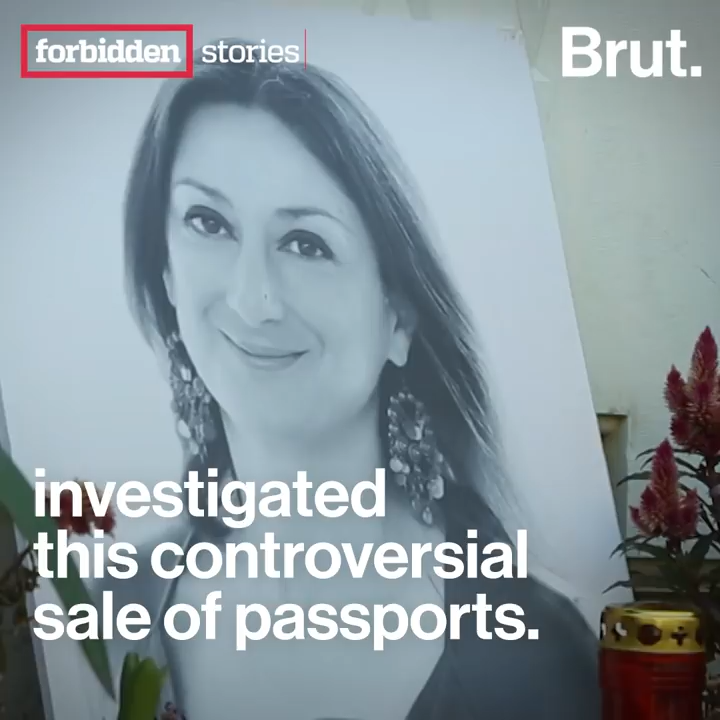 forbidden stories
Brut.
investigated
this controversial
sale of passports.